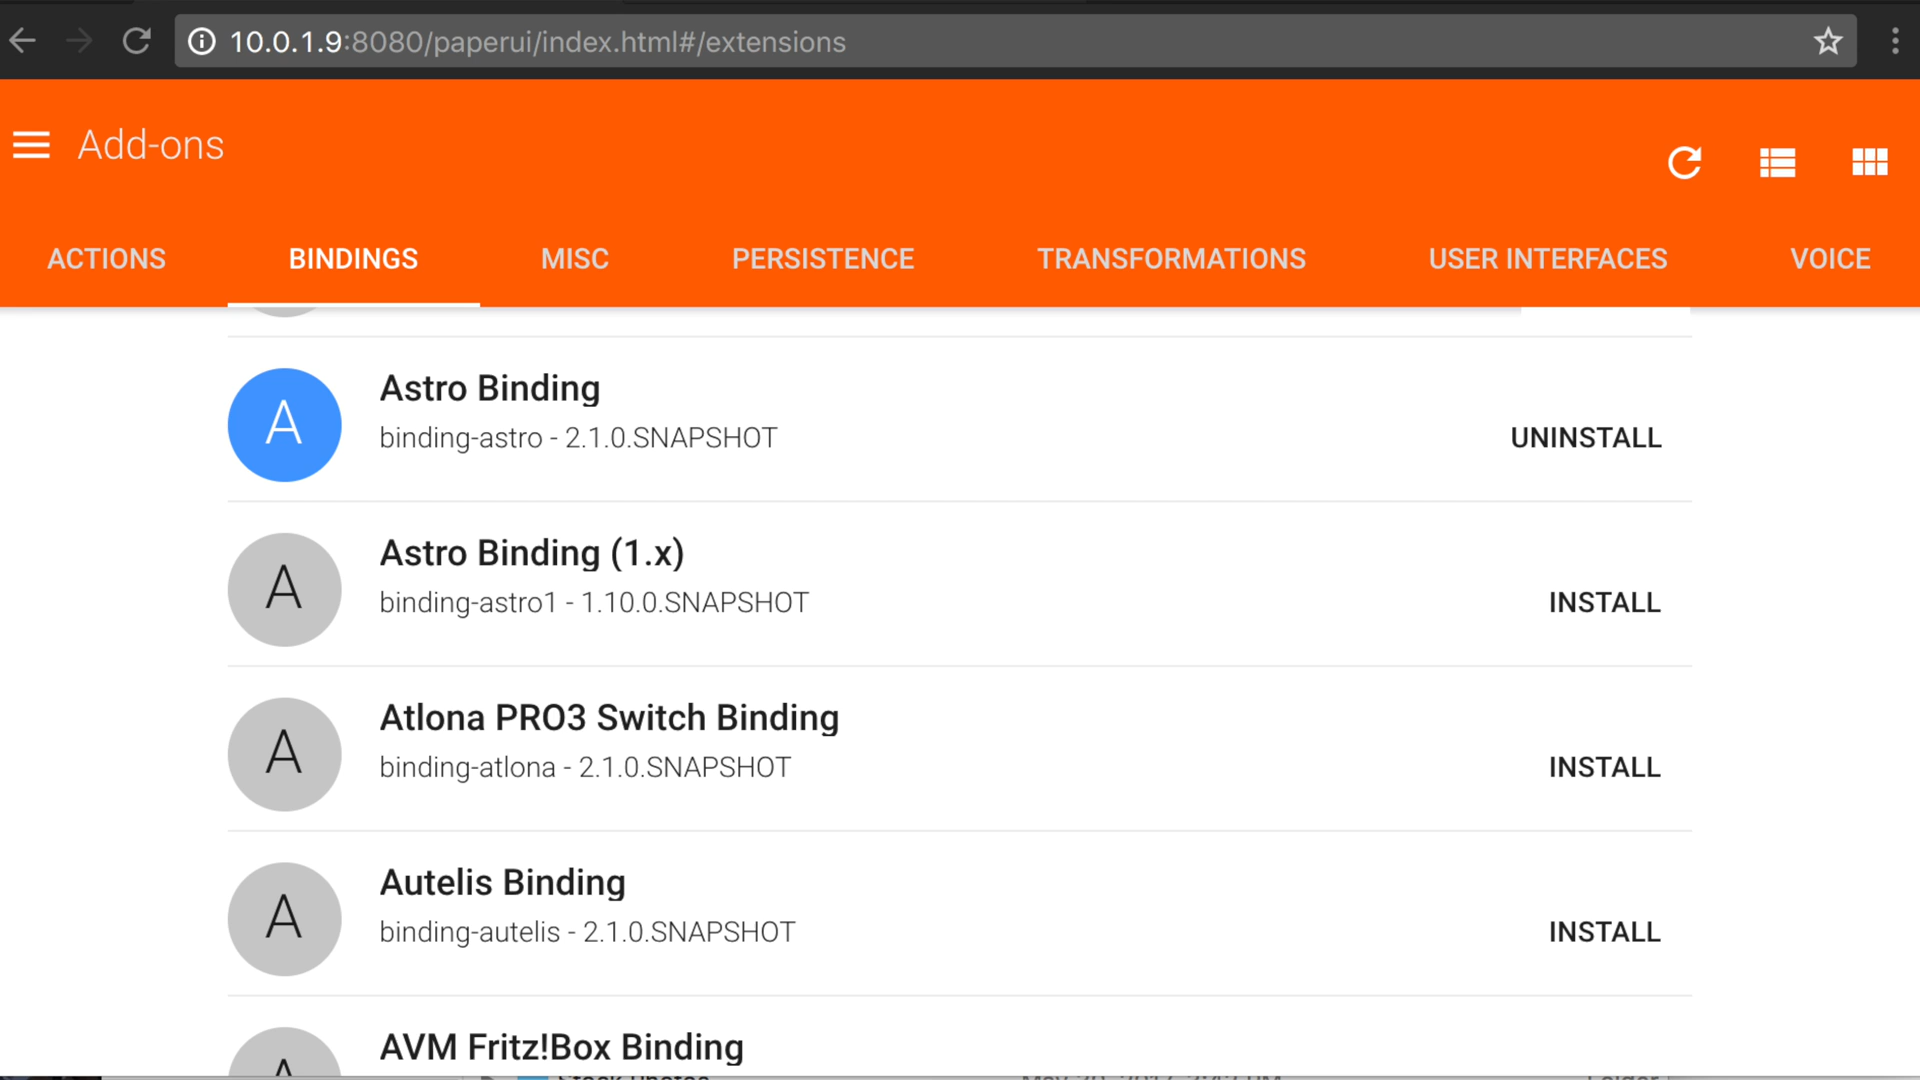 10.0.1.9:8080/paperui/index.html#/extensions
Add-ons
ACTIONS BINDINGS MISC PERSISTENCE TRANSFORMATIONS USER INTERFACES VOICE
A
Astro Binding
binding-astro - 2.1.0.SNAPSHOT
UNINSTALL
A
Astro Binding (1.x)
binding-astro1 - 1.10.0.SNAPSHOT
INSTALL
A
Atlona PRO3 Switch Binding
binding-atlona - 2.1.0.SNAPSHOT
INSTALL
A
Autelis Binding
binding-autelis - 2.1.0.SNAPSHOT
INSTALL
A
AVM Fritz!Box Binding